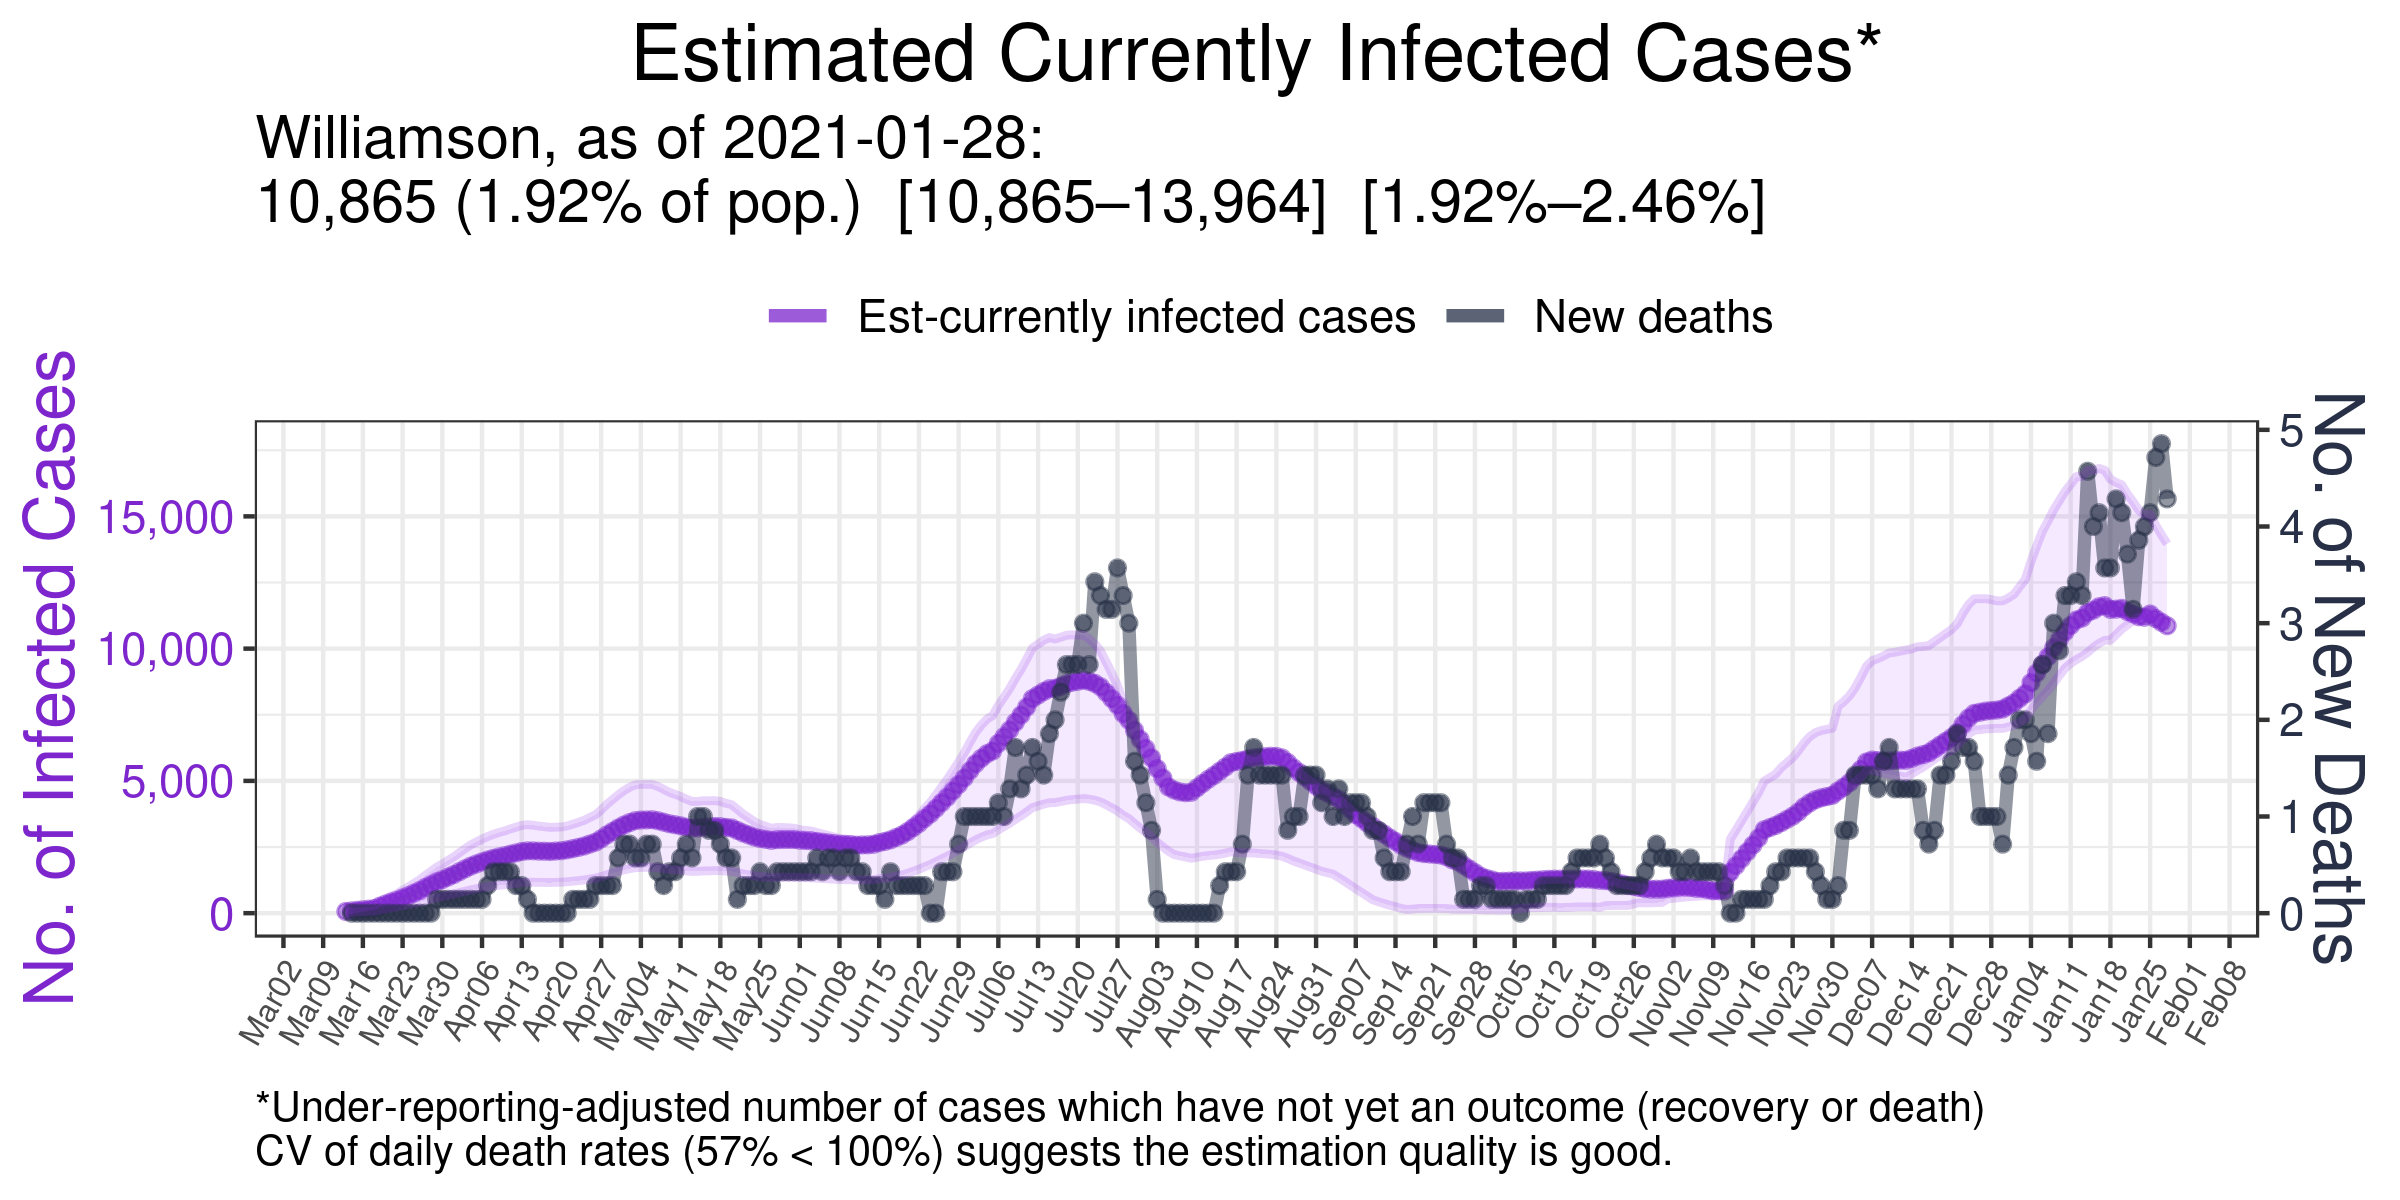 Estimated Currently Infected Cases*
Williamson, as of 2021-01-28:
10,865 (1.92% of pop.)  [10,865–13,964]  [1.92%–2.46%]
Est-currently infected cases
New deaths
No. of Infected Cases
15,000
10,000
5,000
0
5
4
3
2
1
0
No. of New Deaths
Mar02
Mar09
Mar16
Mar23
Mar30
Apr06
Apr13
Apr20
Apr27
May04
May11
May18
May25
Jun01
Jun08
Jun15
Jun22
Jun29
Jul06
Jul13
Jul20
Jul27
Aug03
Aug10
Aug17
Aug24
Aug31
Sep07
Sep14
Sep21
Sep28
Oct05
Oct12
Oct19
Oct26
Nov02
Nov09
Nov16
Nov23
Nov30
Dec07
Dec14
Dec21
Dec28
Jan04
Jan11
Jan18
Jan25
Feb01
Feb08
*Under-reporting-adjusted number of cases which have not yet an outcome (recovery or death)
CV of daily death rates (57% < 100%) suggests the estimation quality is good.